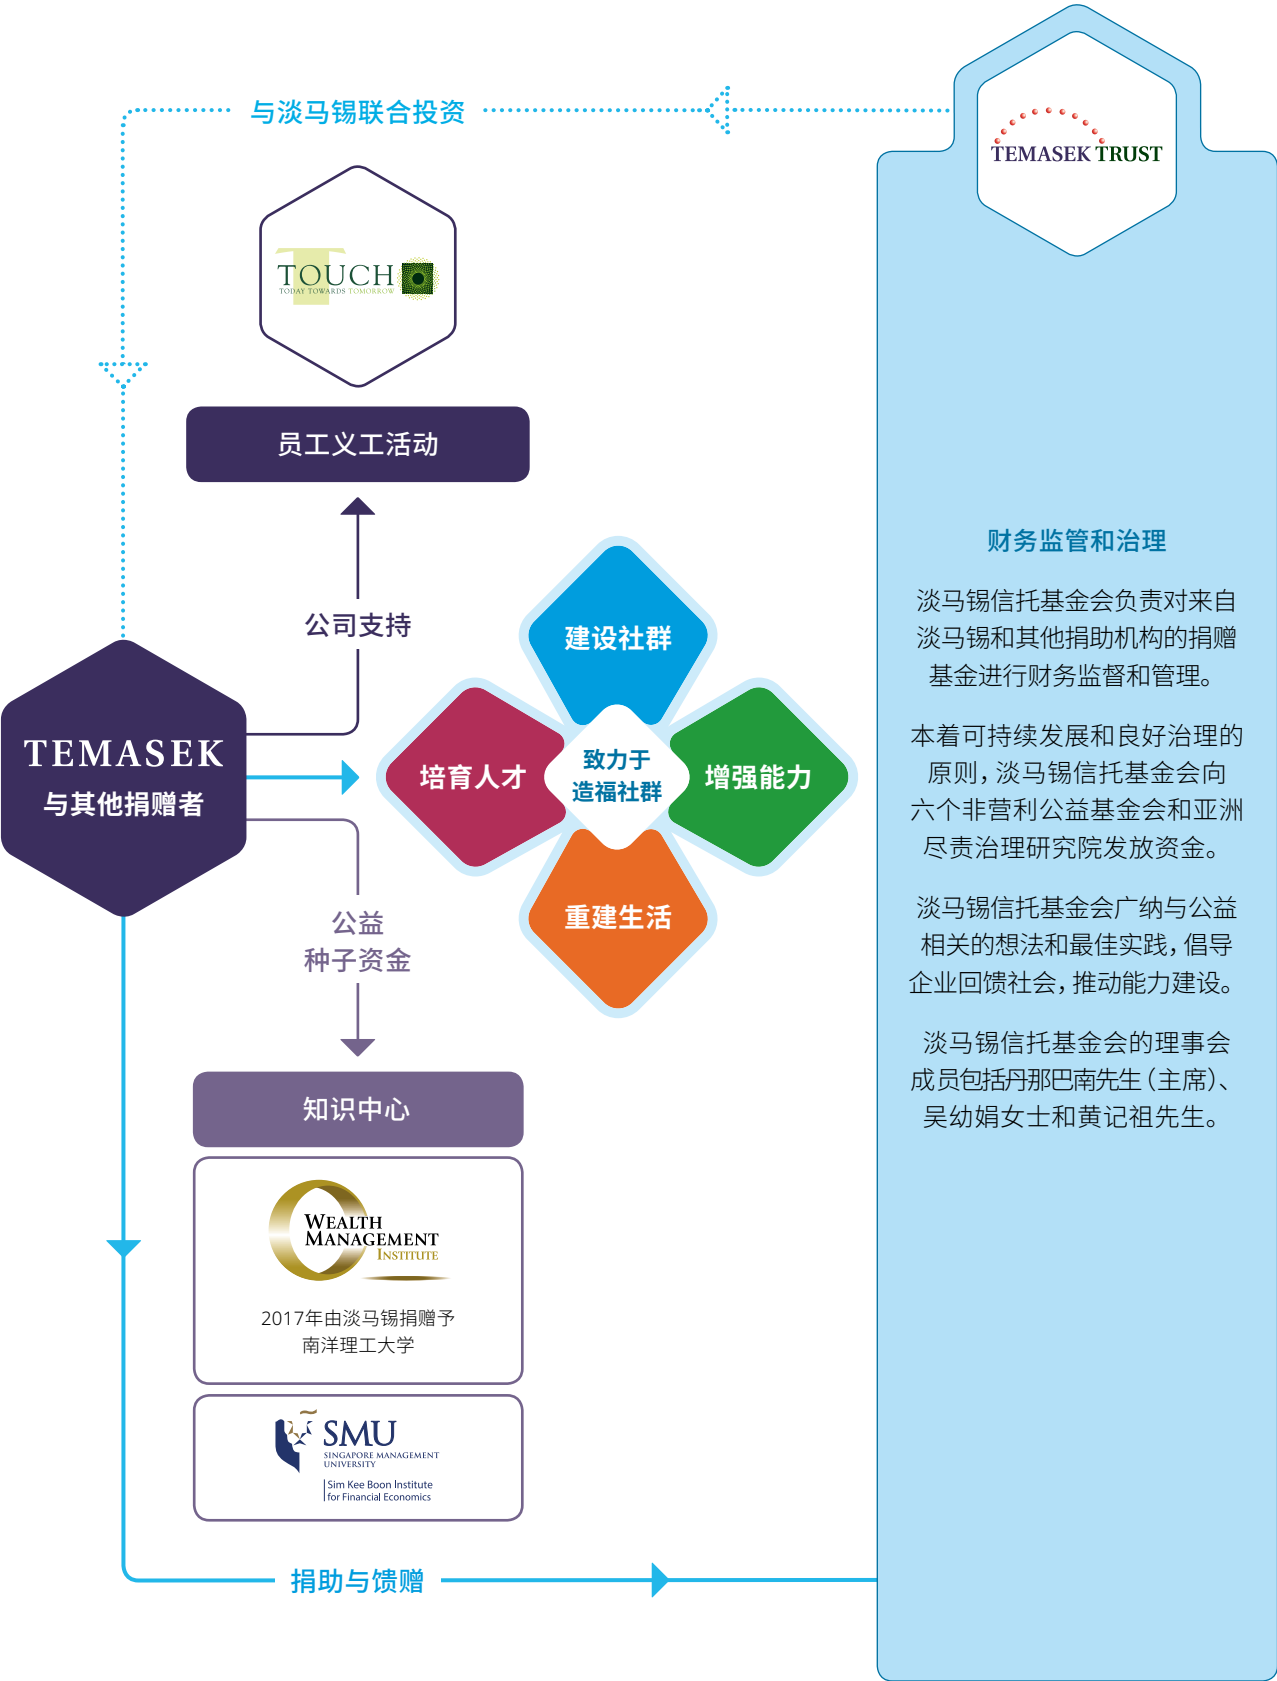 与淡马锡联合投资
TEMASEK TRUST
TOUCH
TODAY TOWARDS TOMORROW
员工义工活动
公司支持
TEMASEK
与其他捐赠者
建设社群
培育人才
致力于
造福社群
增强能力
重建生活
公益
种子资金
知识中心
WEALTH
MANAGEMENT
INSTITUTE
2017年由淡马锡捐赠予
南洋理工大学
SMU
SINGAPORE MANAGEMENT
UNIVERSITY
Sim Kee Boon Institute
for Financial Economics
捐助与馈赠
财务监管和治理
淡马锡信托基金会负责对来自
淡马锡和其他捐助机构的捐赠
基金进行财务监督和管理。
本着可持续发展和良好治理的
原则，淡马锡信托基金会向
六个非营利公益基金会和亚洲
尽责治理研究院发放资金。
淡马锡信托基金会广纳与公益
相关的想法和最佳实践，倡导
企业回馈社会，推动能力建设。
淡马锡信托基金会的理事会
成员包括丹那巴南先生（主席）、
吴幼娟女士和黄记祖先生。